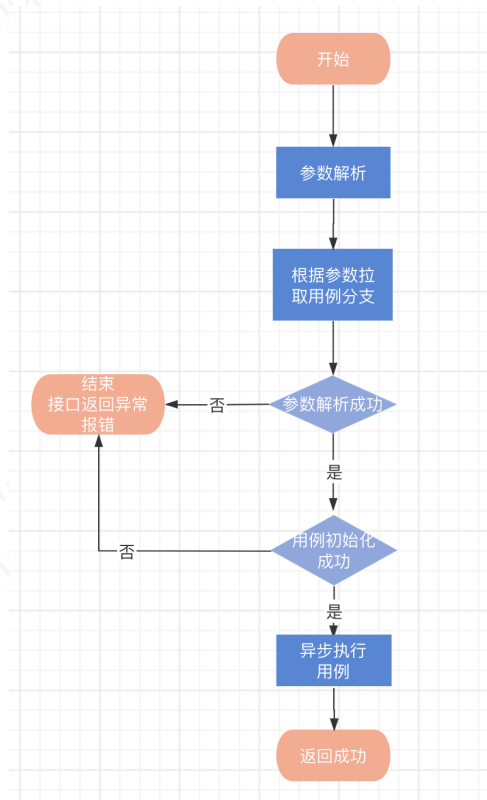 开始
参数解析
根据参数拉
取用例分支
参数解析成功
否
结束
接口返回异常
报错
是
用例初始化
成功
否
是
异步执行
用例
返回成功